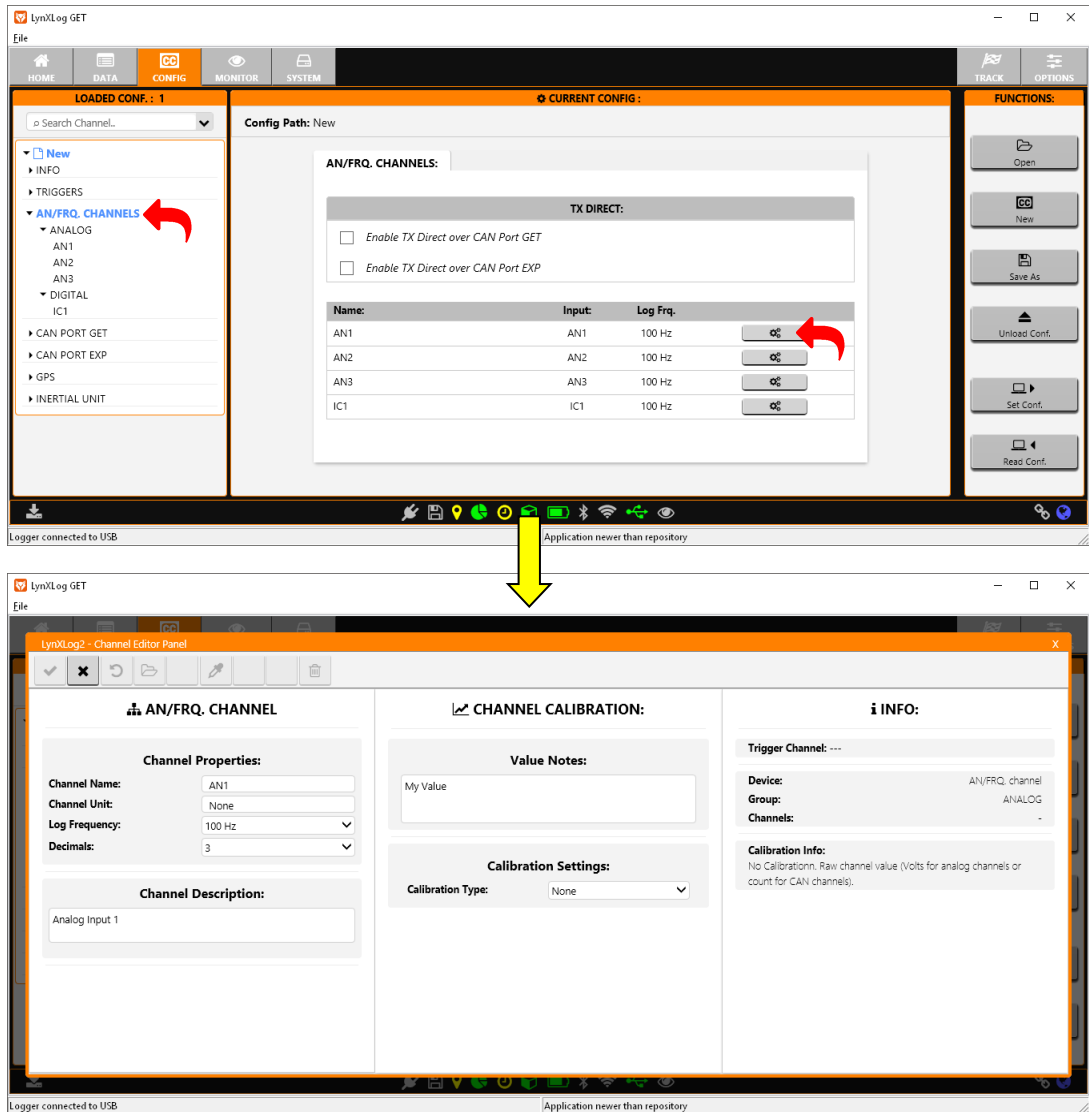 LynXLog GET
File
HOME DATA CONFIG MONITOR SYSTEM TRACK OPTIONS
LOADED CONF. : 1
Search Channel..
New
INFO
TRIGGERS
AN/FRQ. CHANNELS
ANALOG
AN1
AN2
AN3
DIGITAL
IC1
CAN PORT GET
CAN PORT EXP
GPS
INERTIAL UNIT
CURRENT CONFIG :
Config Path: New
AN/FRQ. CHANNELS:
TX DIRECT:
Enable TX Direct over CAN Port GET
Enable TX Direct over CAN Port EXP
Name: Input: Log Frq.
AN1 AN1 100 Hz
AN2 AN2 100 Hz
AN3 AN3 100 Hz
IC1 IC1 100 Hz
FUNCTIONS:
Open
CC
New
Save As
Unload Conf.
Set Conf.
Read Conf.
Logger connected to USB Application newer than repository
LynXLog GET
File
LynXLog2 - Channel Editor Panel X
AN/FRQ. CHANNEL
Channel Properties:
Channel Name: AN1
Channel Unit: None
Log Frequency: 100 Hz
Decimals: 3
Channel Description:
Analog Input 1
CHANNEL CALIBRATION:
Value Notes:
My Value
Calibration Settings:
Calibration Type: None
INFO:
Trigger Channel: ---
Device: AN/FRQ. channel
Group: ANALOG
Channels: -
Calibration Info:
No Calibrationn. Raw channel value (Volts for analog channels or
count for CAN channels).
Logger connected to USB Application newer than repository